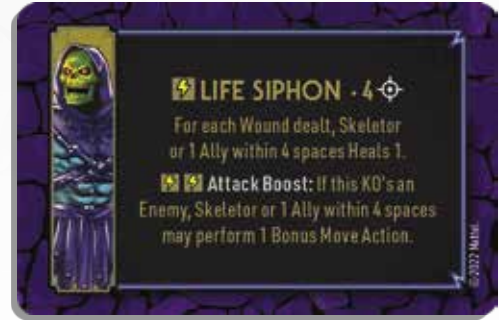 LIFE SIPHON · 4
For each Wound dealt, Skeletor
or 1 Ally within 4 spaces Heals 1.
Attack Boost: If this KO's an
Enemy, Skeletor or 1 Ally within 4 spaces
may perform 1 Bonus Move Action.
©2022 Mattel